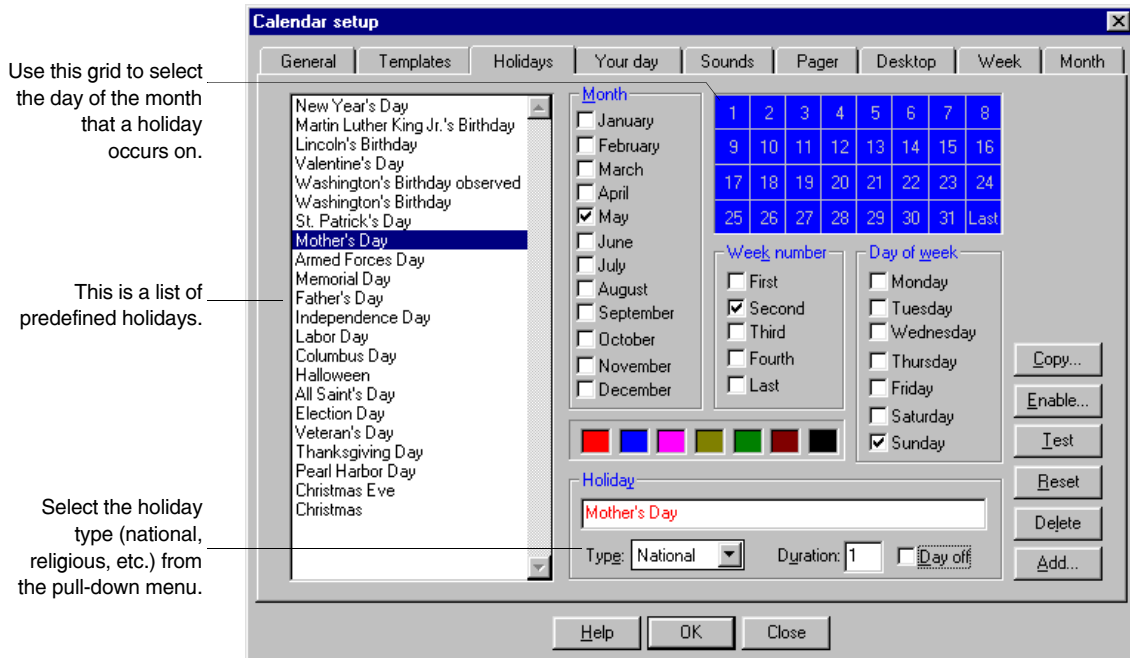 Calendar setup
General
Templates
Holidays
Your day
Sounds
Pager
Desktop
Week
Month
Use this grid to select
the day of the month
that a holiday
occurs on.
This is a list of
predefined holidays.
Select the holiday
type (national,
religious, etc.) from
the pull-down menu.
New Year's Day
Martin Luther King Jr.'s Birthday
Lincoln's Birthday
Valentine's Day
Washington's Birthday observed
Washington's Birthday
St. Patrick's Day
Mother's Day
Armed Forces Day
Memorial Day
Father's Day
Independence Day
Labor Day
Columbus Day
Halloween
All Saint's Day
Election Day
Veteran's Day
Thanksgiving Day
Pearl Harbor Day
Christmas Eve
Christmas
Month
January
February
March
April
May
June
July
August
September
October
November
December
1 2 3 4 5 6 7 8
9 10 11 12 13 14 15 16
17 18 19 20 21 22 23 24
25 26 27 28 29 30 31 Last
Week number
First
Second
Third
Fourth
Last
Day of week
Monday
Tuesday
Wednesday
Thursday
Friday
Saturday
Sunday
Holiday
Mother's Day
Type: National
Duration: 1
Day off
Copy...
Enable...
Test
Reset
Delete
Add...
Help
OK
Close